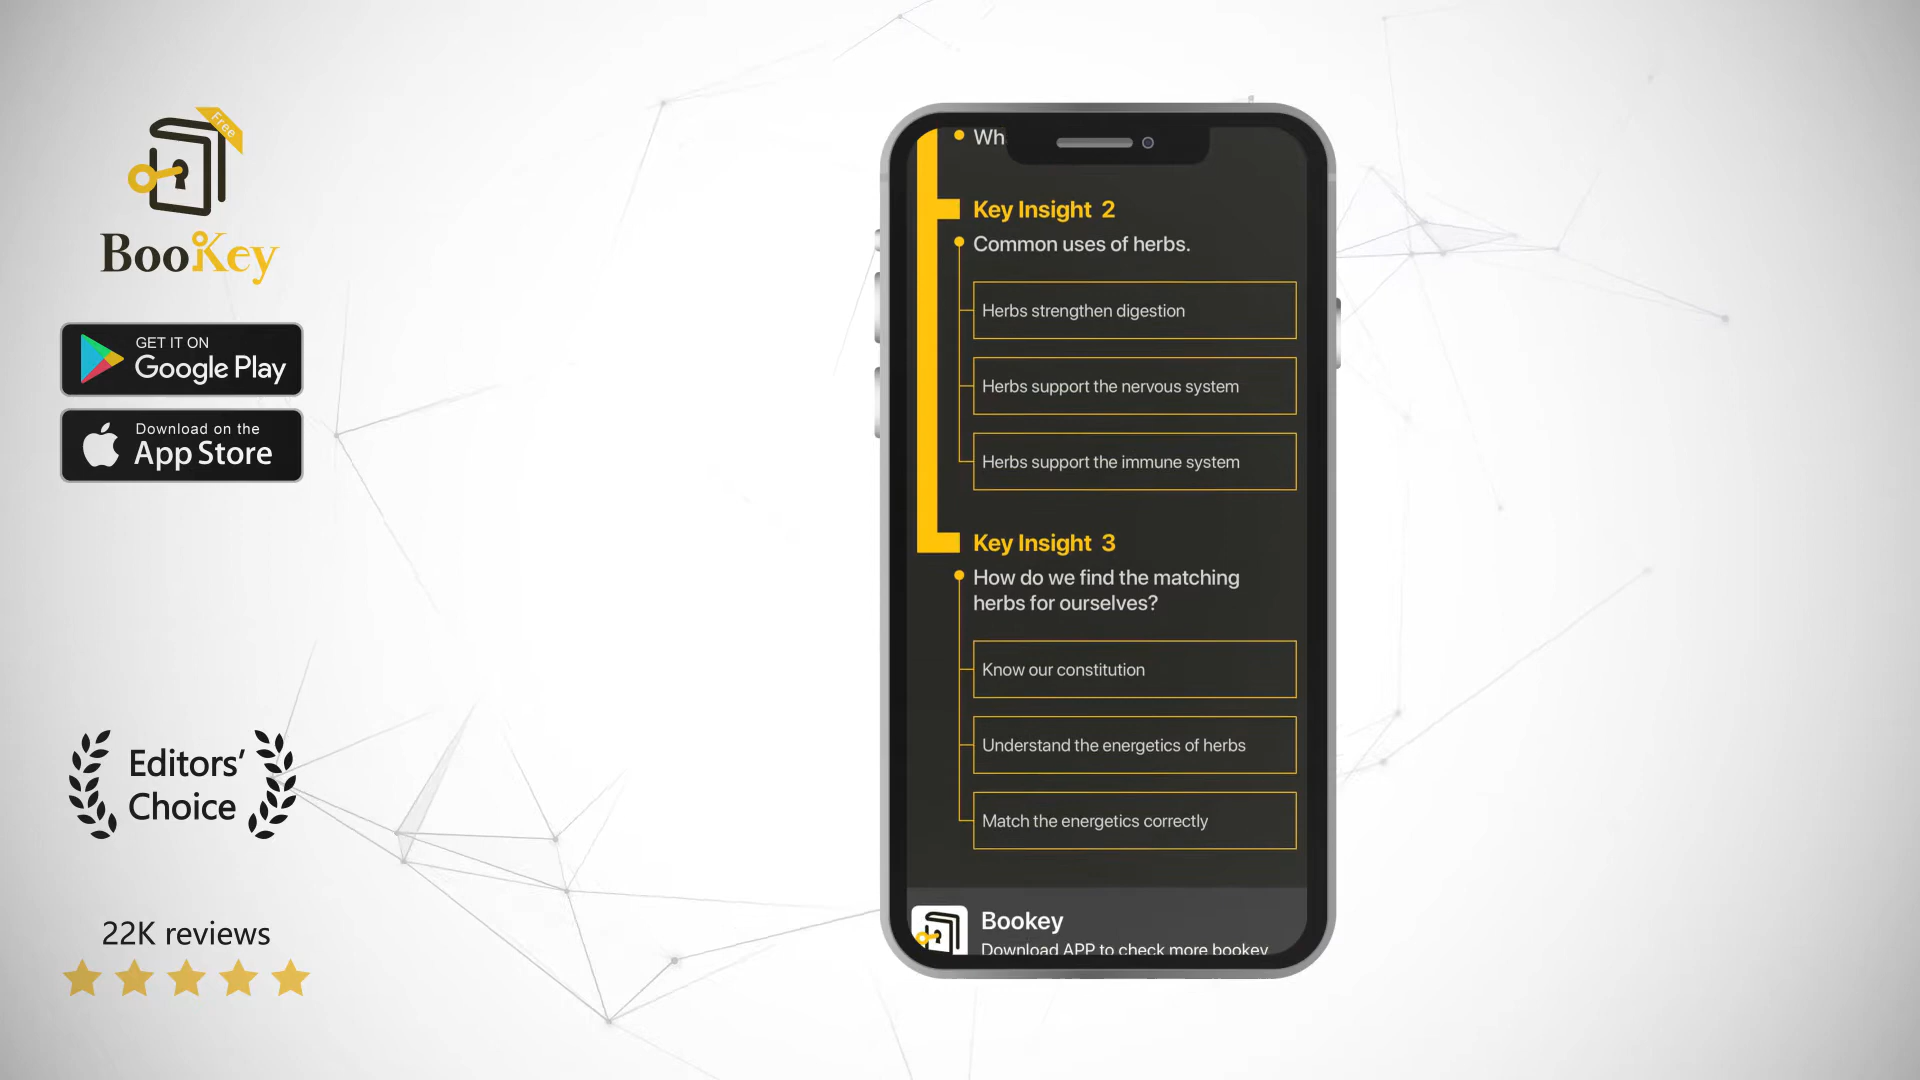 Free
BooKey
GET IT ON
Google Play
Download on the
App Store
Editors’
Choice
22K reviews
Wh
Key Insight 2
Common uses of herbs.
Herbs strengthen digestion
Herbs support the nervous system
Herbs support the immune system
Key Insight 3
How do we find the matching
herbs for ourselves?
Know our constitution
Understand the energetics of herbs
Match the energetics correctly
Bookey
Download APP to check more bookey